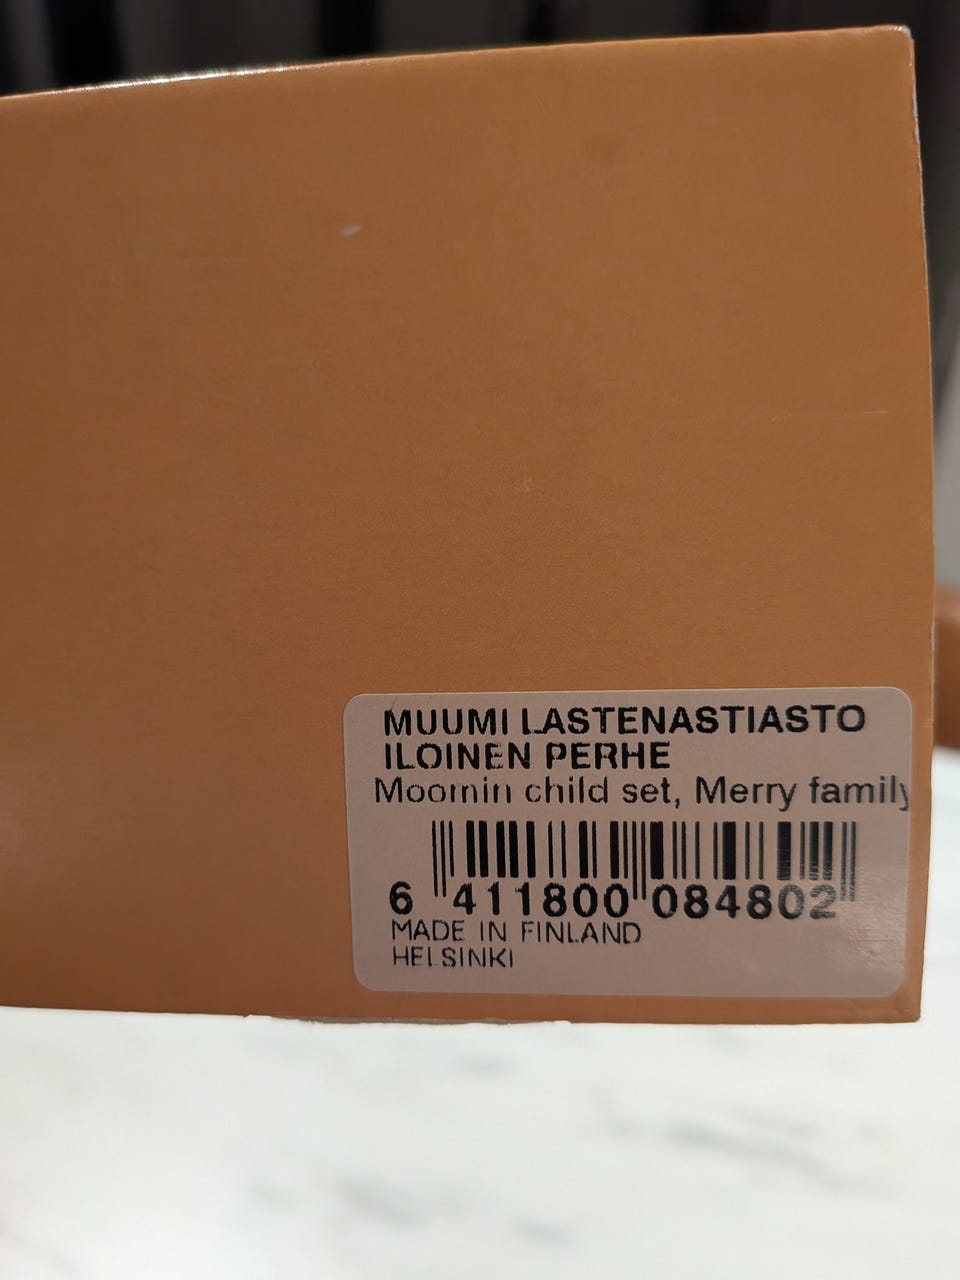 MUUMI LASTENASTIASTO
ILOINEN PERHE
Moomin child set, Merry family
6 411800 084802
MADE IN FINLAND
HELSINKI